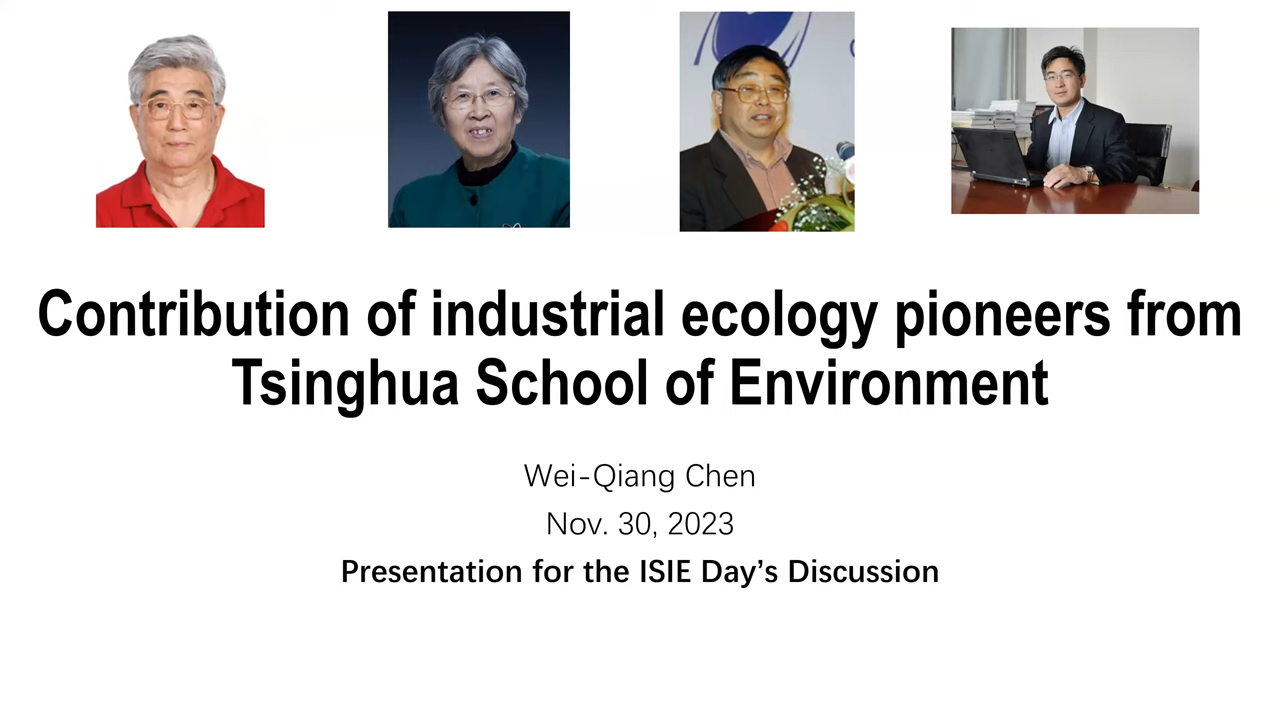 Contribution of industrial ecology pioneers from
Tsinghua School of Environment
Wei-Qiang Chen
Nov. 30, 2023
Presentation for the ISIE Day’s Discussion